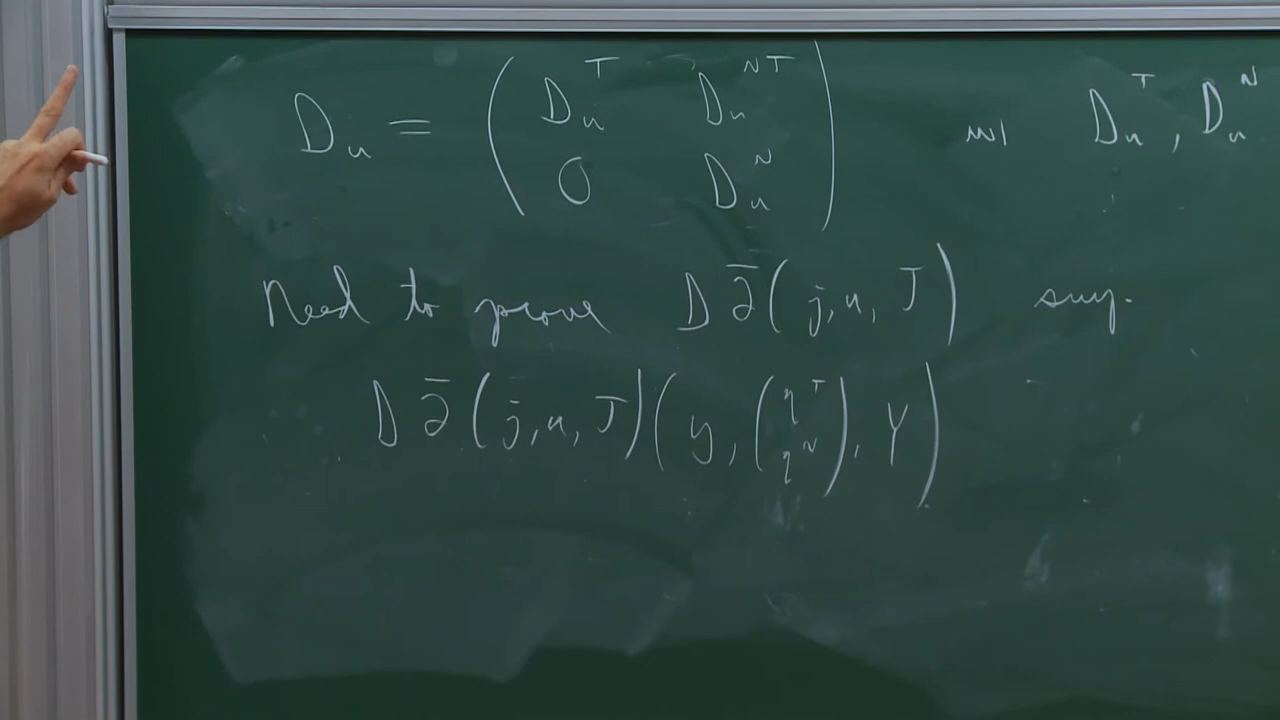 D_u = ( D_u^T D_u^{NT} ; 0 D_u^N ) w/ D_u^T, D_u^N
Need to prove D∂̄(j,u,J) surj.
D∂̄(j,u,J)(y, (η^T ; η^N), Y)